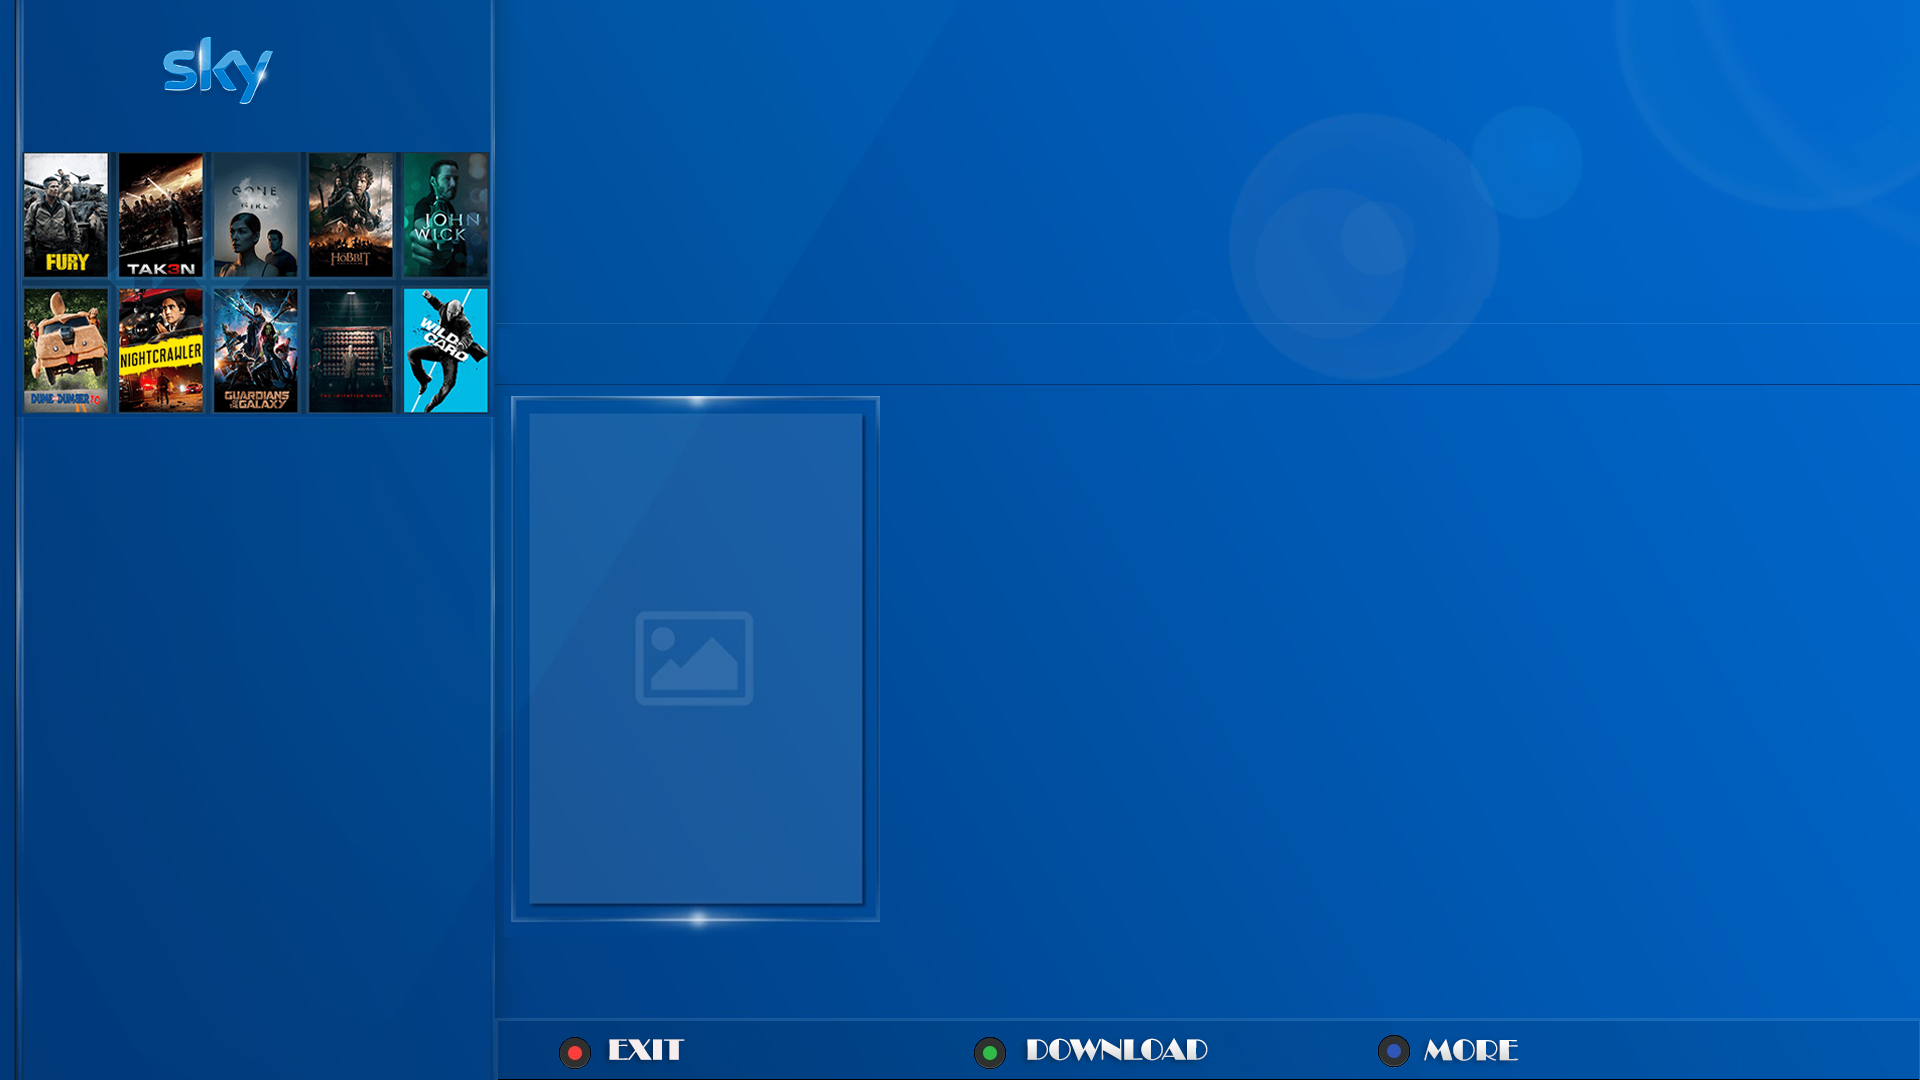 sky
FURY
TAK3N
GONE
GIRL
THE HOBBIT
JOHN
WICK
DUMB DUMBER TO
NIGHTCRAWLER
GUARDIANS
OF THE GALAXY
THE IMITATION GAME
WILD
CARD
EXIT
DOWNLOAD
MORE